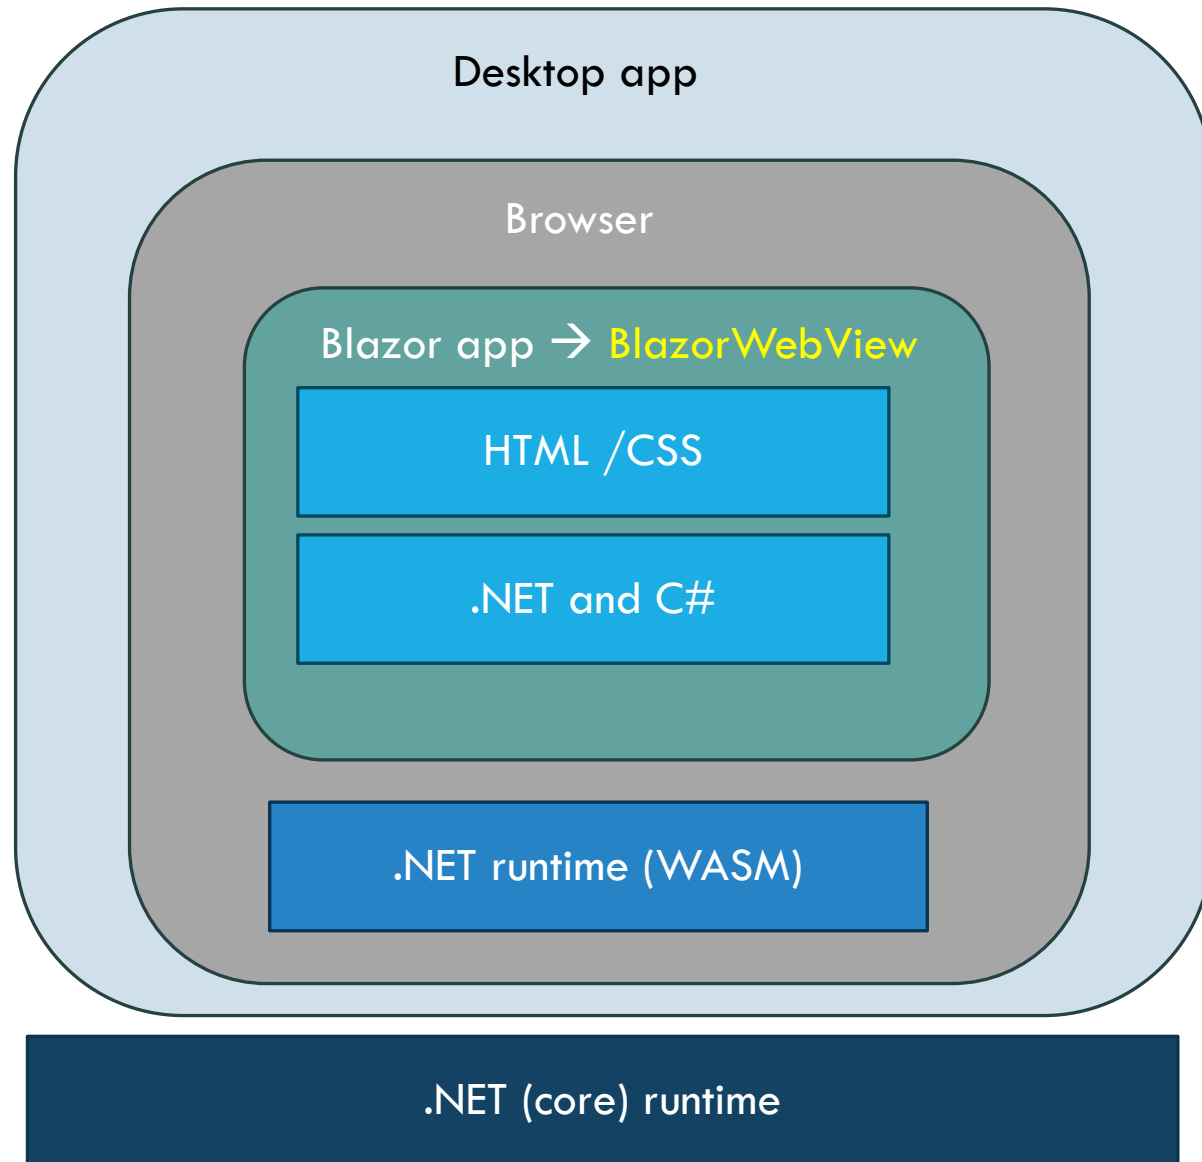 Desktop app
Browser
Blazor app → BlazorWebView
HTML /CSS
.NET and C#
.NET runtime (WASM)
.NET (core) runtime